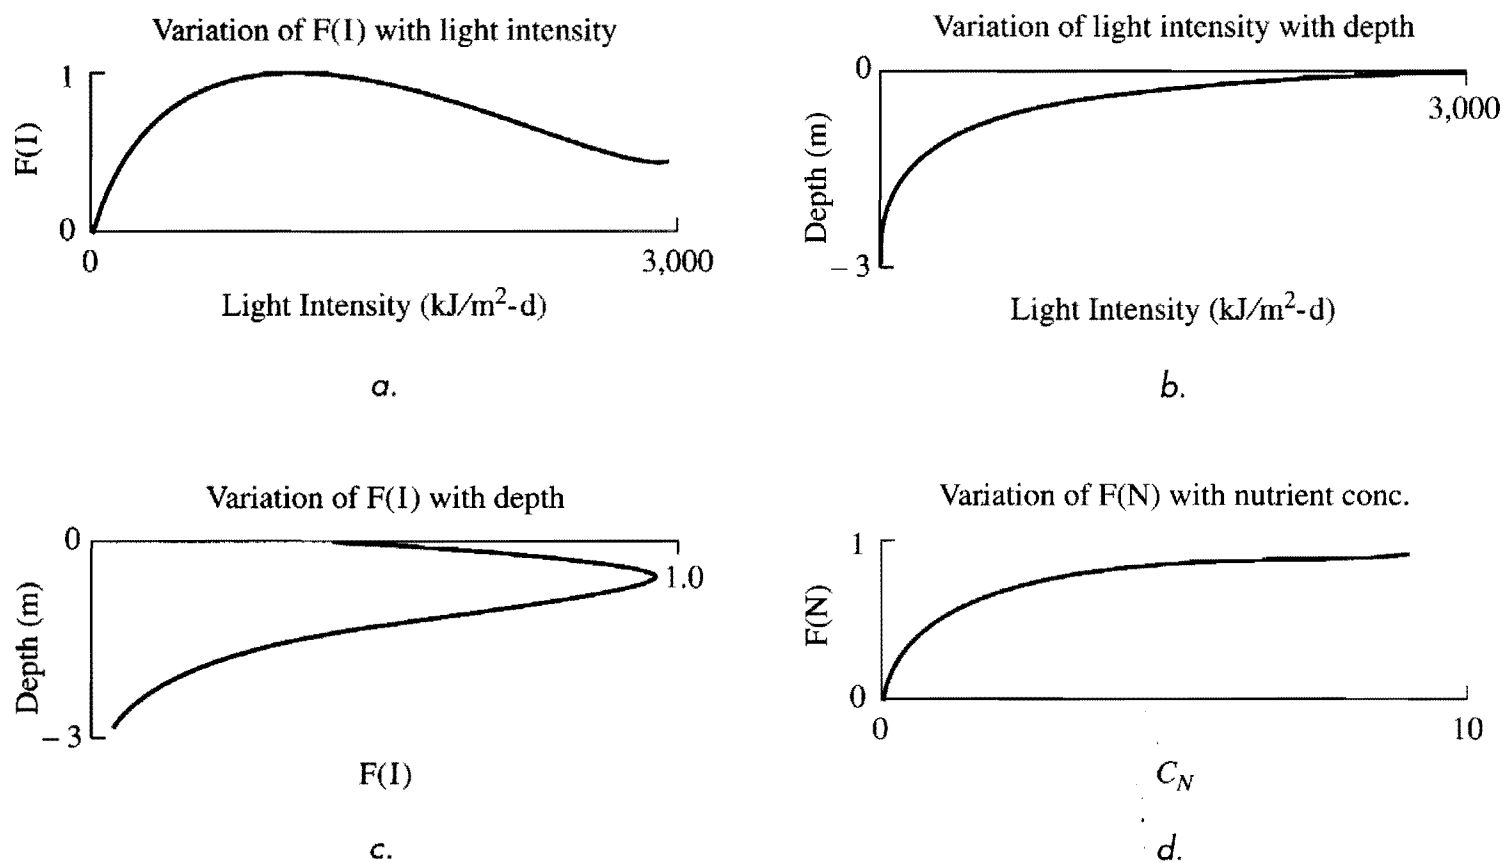 Variation of F(I) with light intensity
1
F(I)
0
0
3,000
Light Intensity (kJ/m²-d)
a.
Variation of light intensity with depth
0
3,000
Depth (m)
– 3
Light Intensity (kJ/m²-d)
b.
Variation of F(I) with depth
0
1.0
Depth (m)
– 3
F(I)
c.
Variation of F(N) with nutrient conc.
1
F(N)
0
0
10
C_N
d.